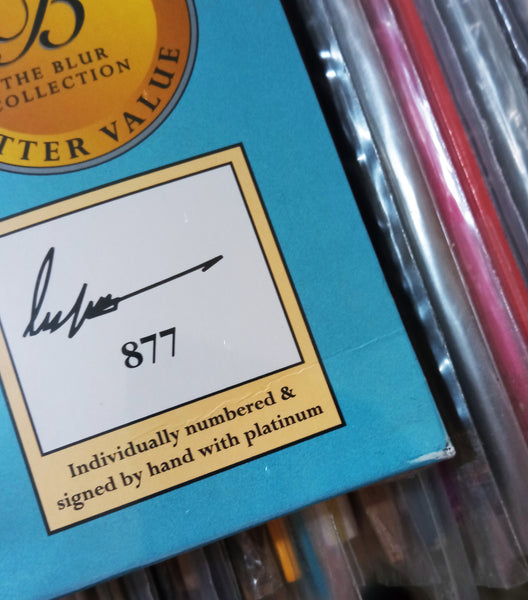 B
THE BLUR
COLLECTION
TTER VALUE
877
Individually numbered &
signed by hand with platinum